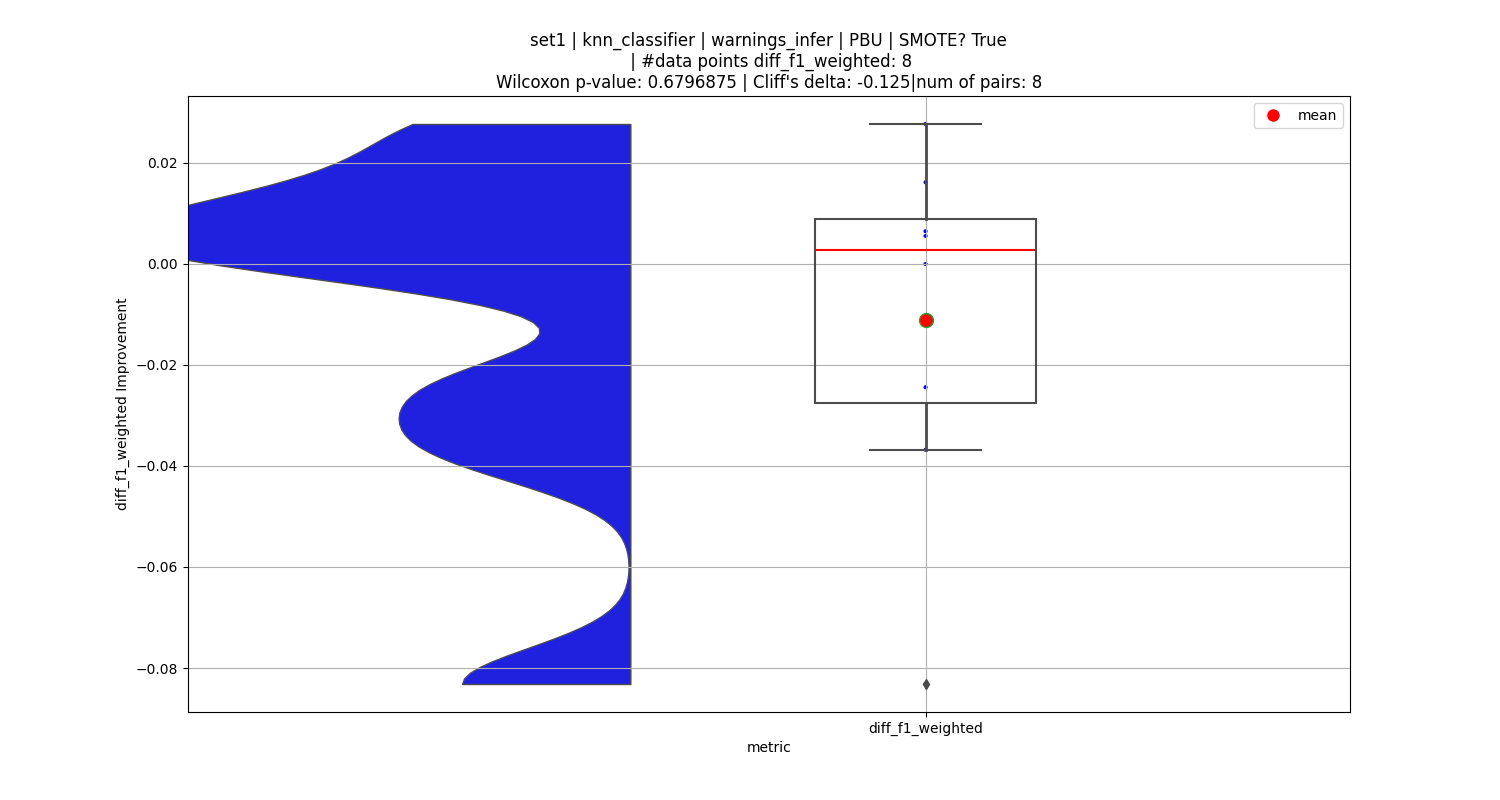 set1 | knn_classifier | warnings_infer | PBU | SMOTE? True
| #data points diff_f1_weighted: 8
Wilcoxon p-value: 0.6796875 | Cliff's delta: -0.125|num of pairs: 8
mean
0.02
0.00
−0.02
−0.04
−0.06
−0.08
diff_f1_weighted Improvement
diff_f1_weighted
metric